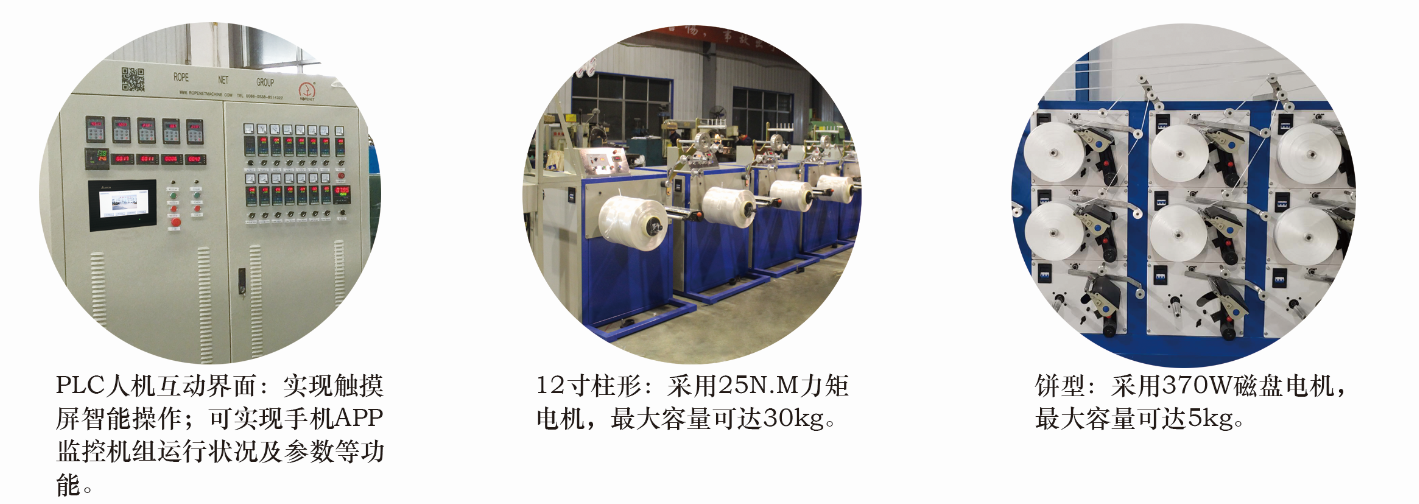 ROPE NET GROUP
PLC人机互动界面：实现触摸
屏智能操作；可实现手机APP
监控机组运行状况及参数等功
能。
12寸柱形：采用25N.M力矩
电机，最大容量可达30kg。
饼型：采用370W磁盘电机，
最大容量可达5kg。